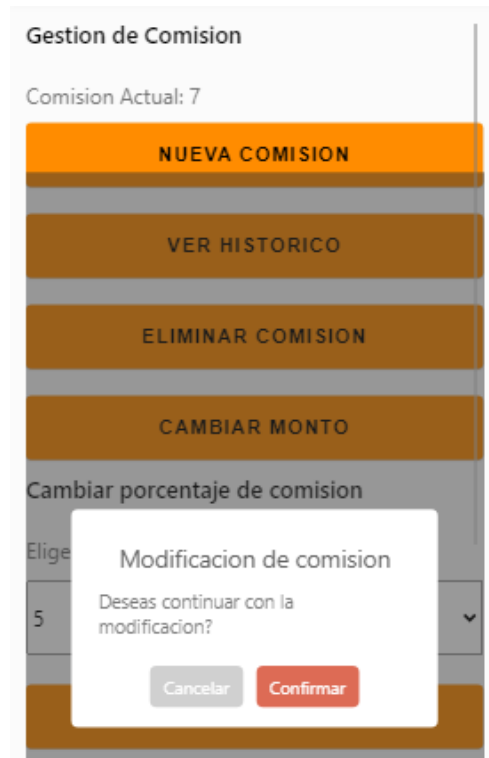 Gestion de Comision
Comision Actual: 7
NUEVA COMISION
VER HISTORICO
ELIMINAR COMISION
CAMBIAR MONTO
Cambiar porcentaje de comision
Elige
5
Modificacion de comision
Deseas continuar con la
modificacion?
Cancelar Confirmar